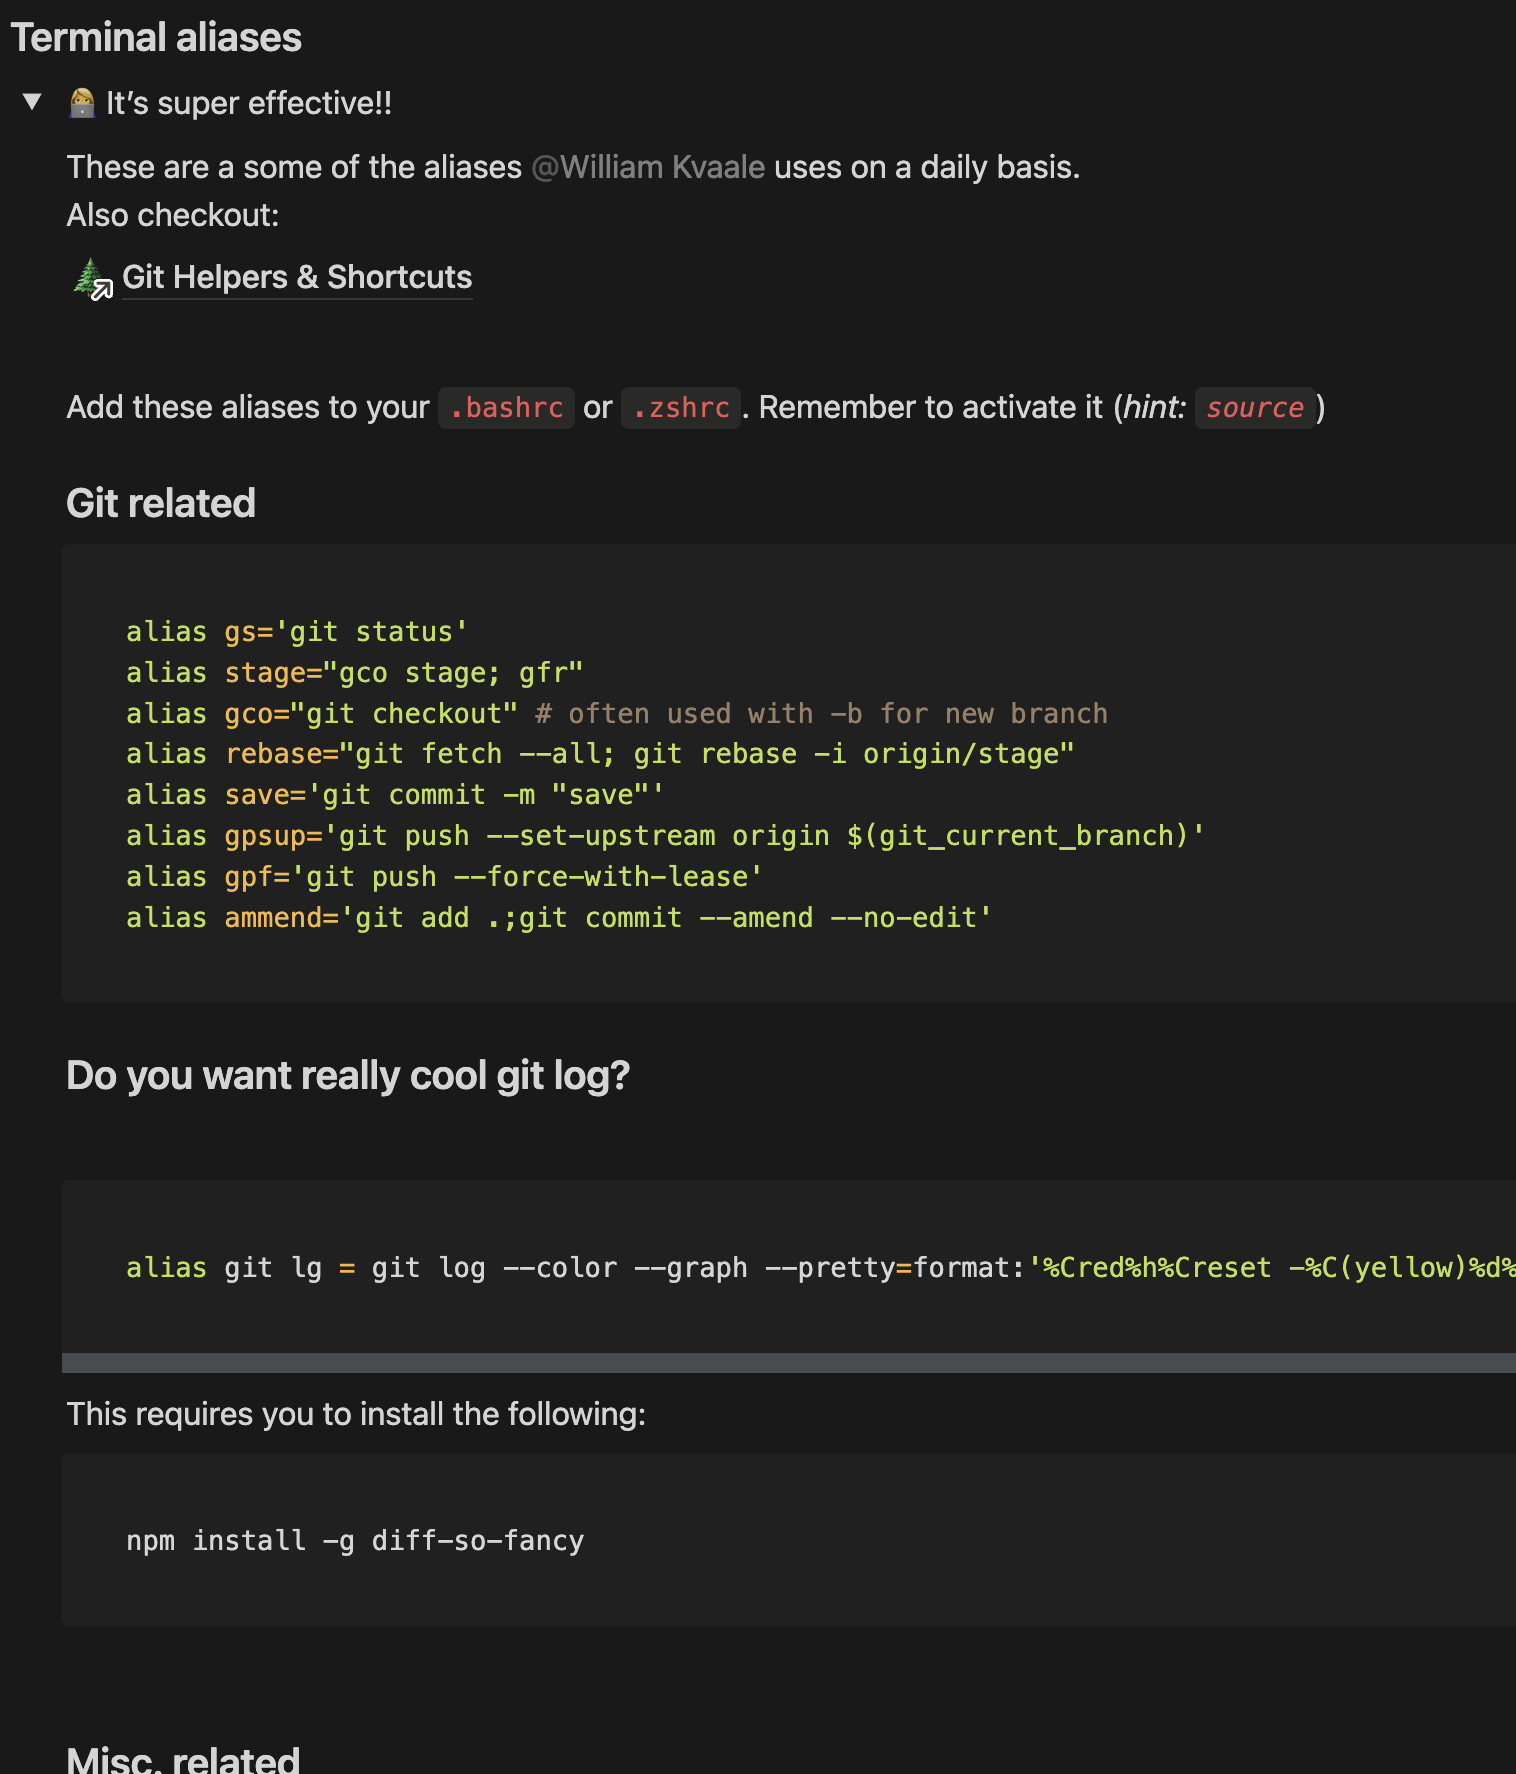 Terminal aliases
It’s super effective!!
These are a some of the aliases @William Kvaale uses on a daily basis.
Also checkout:
Git Helpers & Shortcuts
Add these aliases to your .bashrc or .zshrc. Remember to activate it (hint: source)
Git related
alias gs='git status'
alias stage="gco stage; gfr"
alias gco="git checkout" # often used with -b for new branch
alias rebase="git fetch --all; git rebase -i origin/stage"
alias save='git commit -m "save"'
alias gpsup='git push --set-upstream origin $(git_current_branch)'
alias gpf='git push --force-with-lease'
alias ammend='git add .;git commit --amend --no-edit'
Do you want really cool git log?
alias git lg = git log --color --graph --pretty=format:'%Cred%h%Creset -%C(yellow)%d%
This requires you to install the following:
npm install -g diff-so-fancy
Misc. related